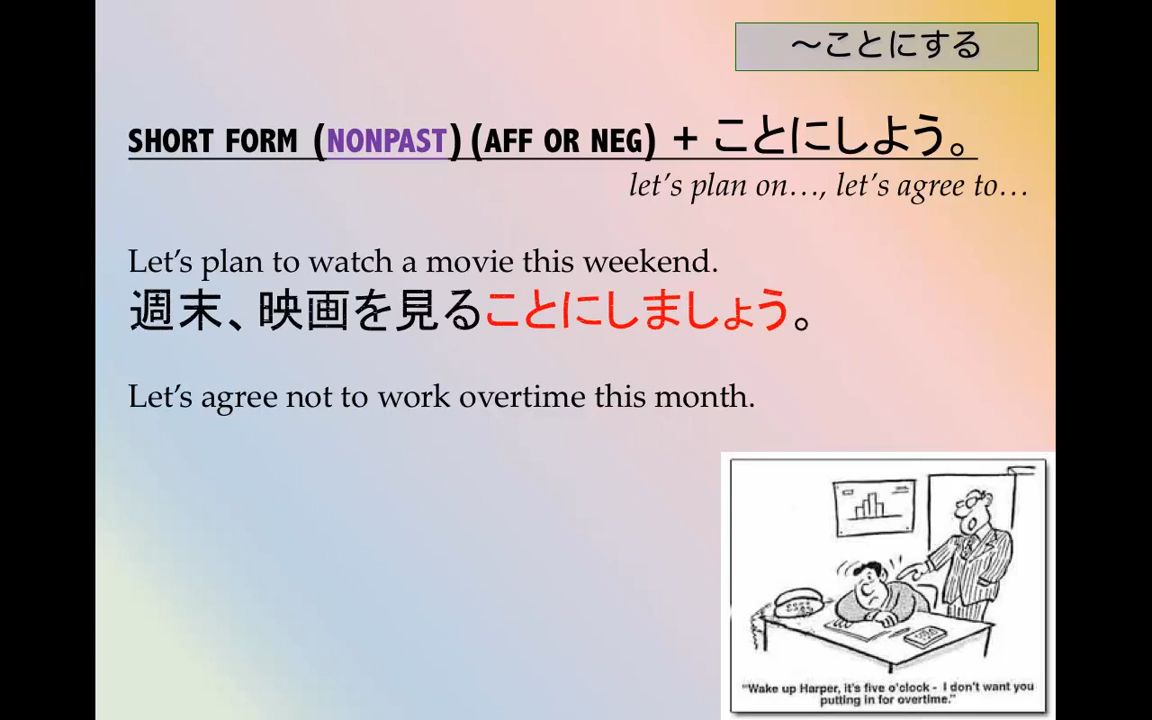 ～ことにする
SHORT FORM (NONPAST) (AFF OR NEG) + ことにしよう。
let's plan on…, let's agree to…
Let's plan to watch a movie this weekend.
週末、映画を見ることにしましょう。
Let's agree not to work overtime this month.
"Wake up Harper, it's five o'clock - I don't want you
putting in for overtime."